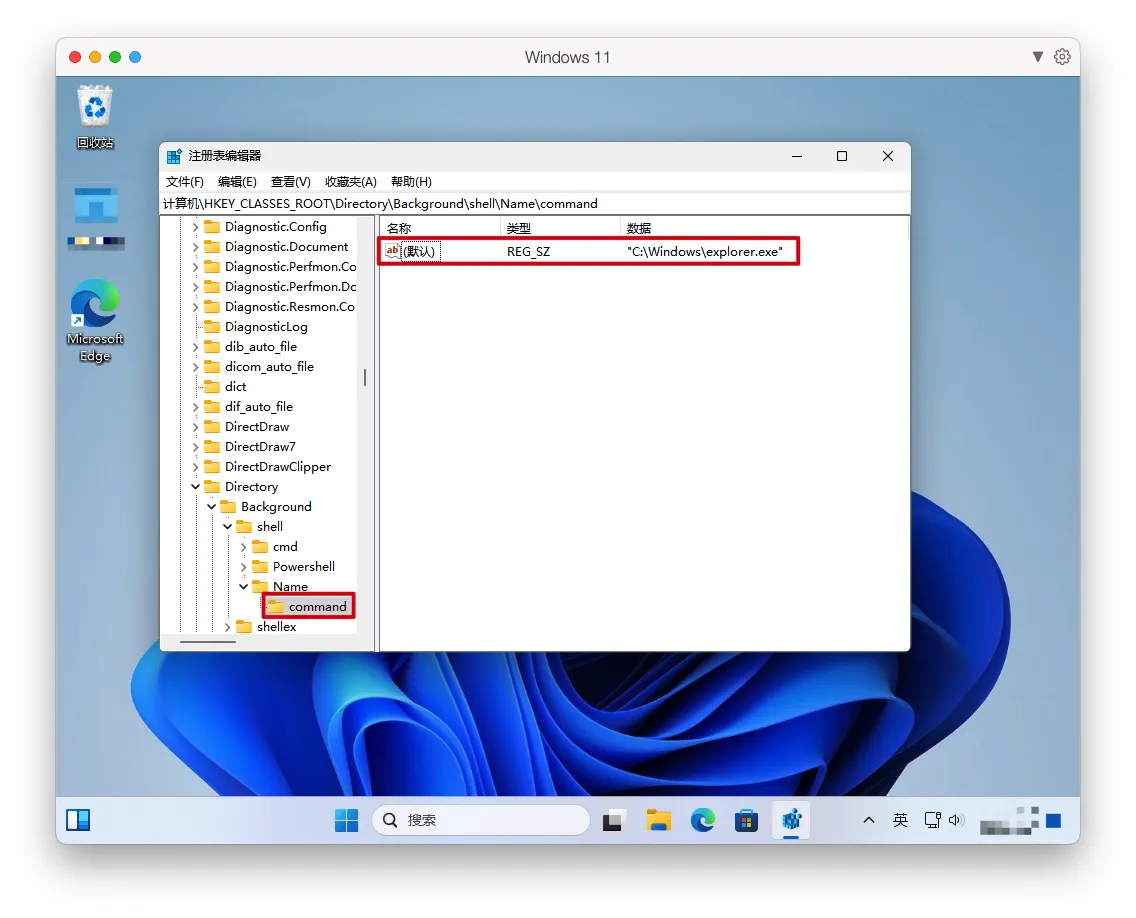 Windows 11
回收站
Microsoft
Edge
注册表编辑器
文件(F) 编辑(E) 查看(V) 收藏夹(A) 帮助(H)
计算机\HKEY_CLASSES_ROOT\Directory\Background\shell\Name\command
Diagnostic.Config
Diagnostic.Document
Diagnostic.Perfmon.Co
Diagnostic.Perfmon.Dc
Diagnostic.Resmon.Co
DiagnosticLog
dib_auto_file
dicom_auto_file
dict
dif_auto_file
DirectDraw
DirectDraw7
DirectDrawClipper
Directory
Background
shell
cmd
Powershell
Name
command
shellex
名称 类型 数据
ab (默认) REG_SZ "C:\Windows\explorer.exe"
搜索
英